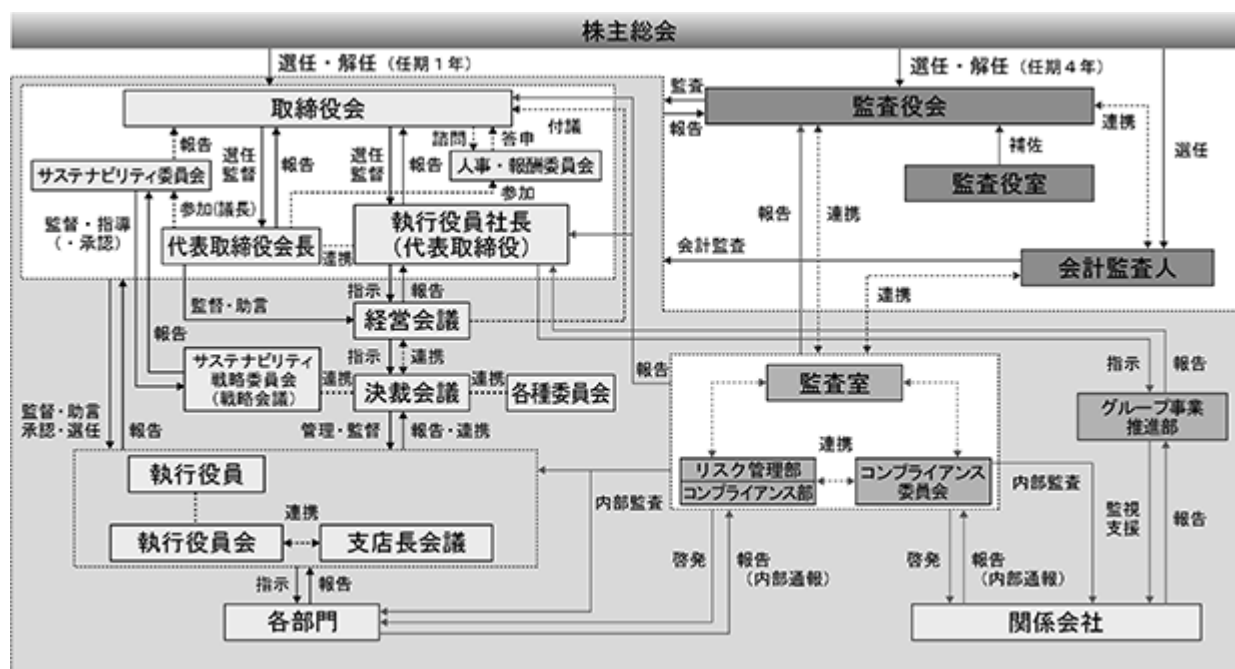 株主総会
選任・解任（任期１年）
選任・解任（任期４年）
取締役会
監査
報告
監査役会
連携
選任
付議
諮問
答申
報告
選任
監督
報告
選任
監督
報告
サステナビリティ委員会
人事・報酬委員会
参加
補佐
監査役室
監督・指導
（・承認）
参加(議長)
代表取締役会長
連携
執行役員社長
（代表取締役）
報告
連携
会計監査
会計監査人
連携
監督・助言
指示
報告
経営会議
報告
指示
連携
サステナビリティ
戦略委員会
（戦略会議）
連携
決裁会議
連携
各種委員会
報告
監査室
指示
報告
グループ事業
推進部
監督・助言
承認・選任
報告
管理・監督
報告・連携
連携
リスク管理部
コンプライアンス部
コンプライアンス
委員会
執行役員
内部監査
内部監査
連携
執行役員会
支店長会議
監視
支援
報告
指示
報告
啓発
報告
（内部通報）
啓発
報告
（内部通報）
各部門
関係会社